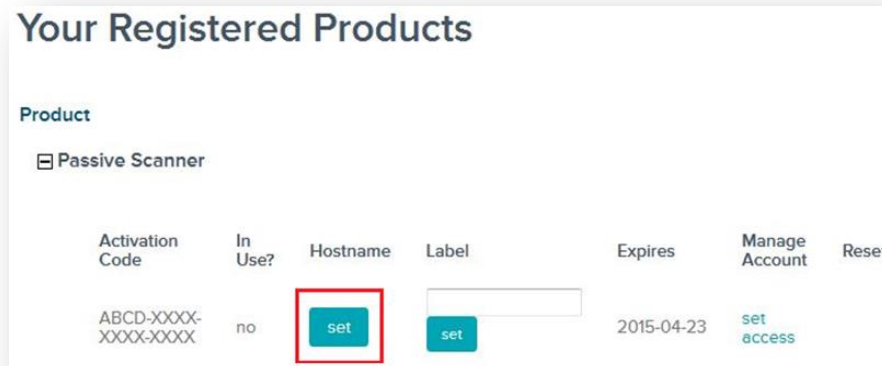 Your Registered Products
Product
Passive Scanner
Activation Code
In Use?
Hostname
Label
Expires
Manage Account
ABCD-XXXX-
XXXX-XXXX
no
set
set
2015-04-23
set
access